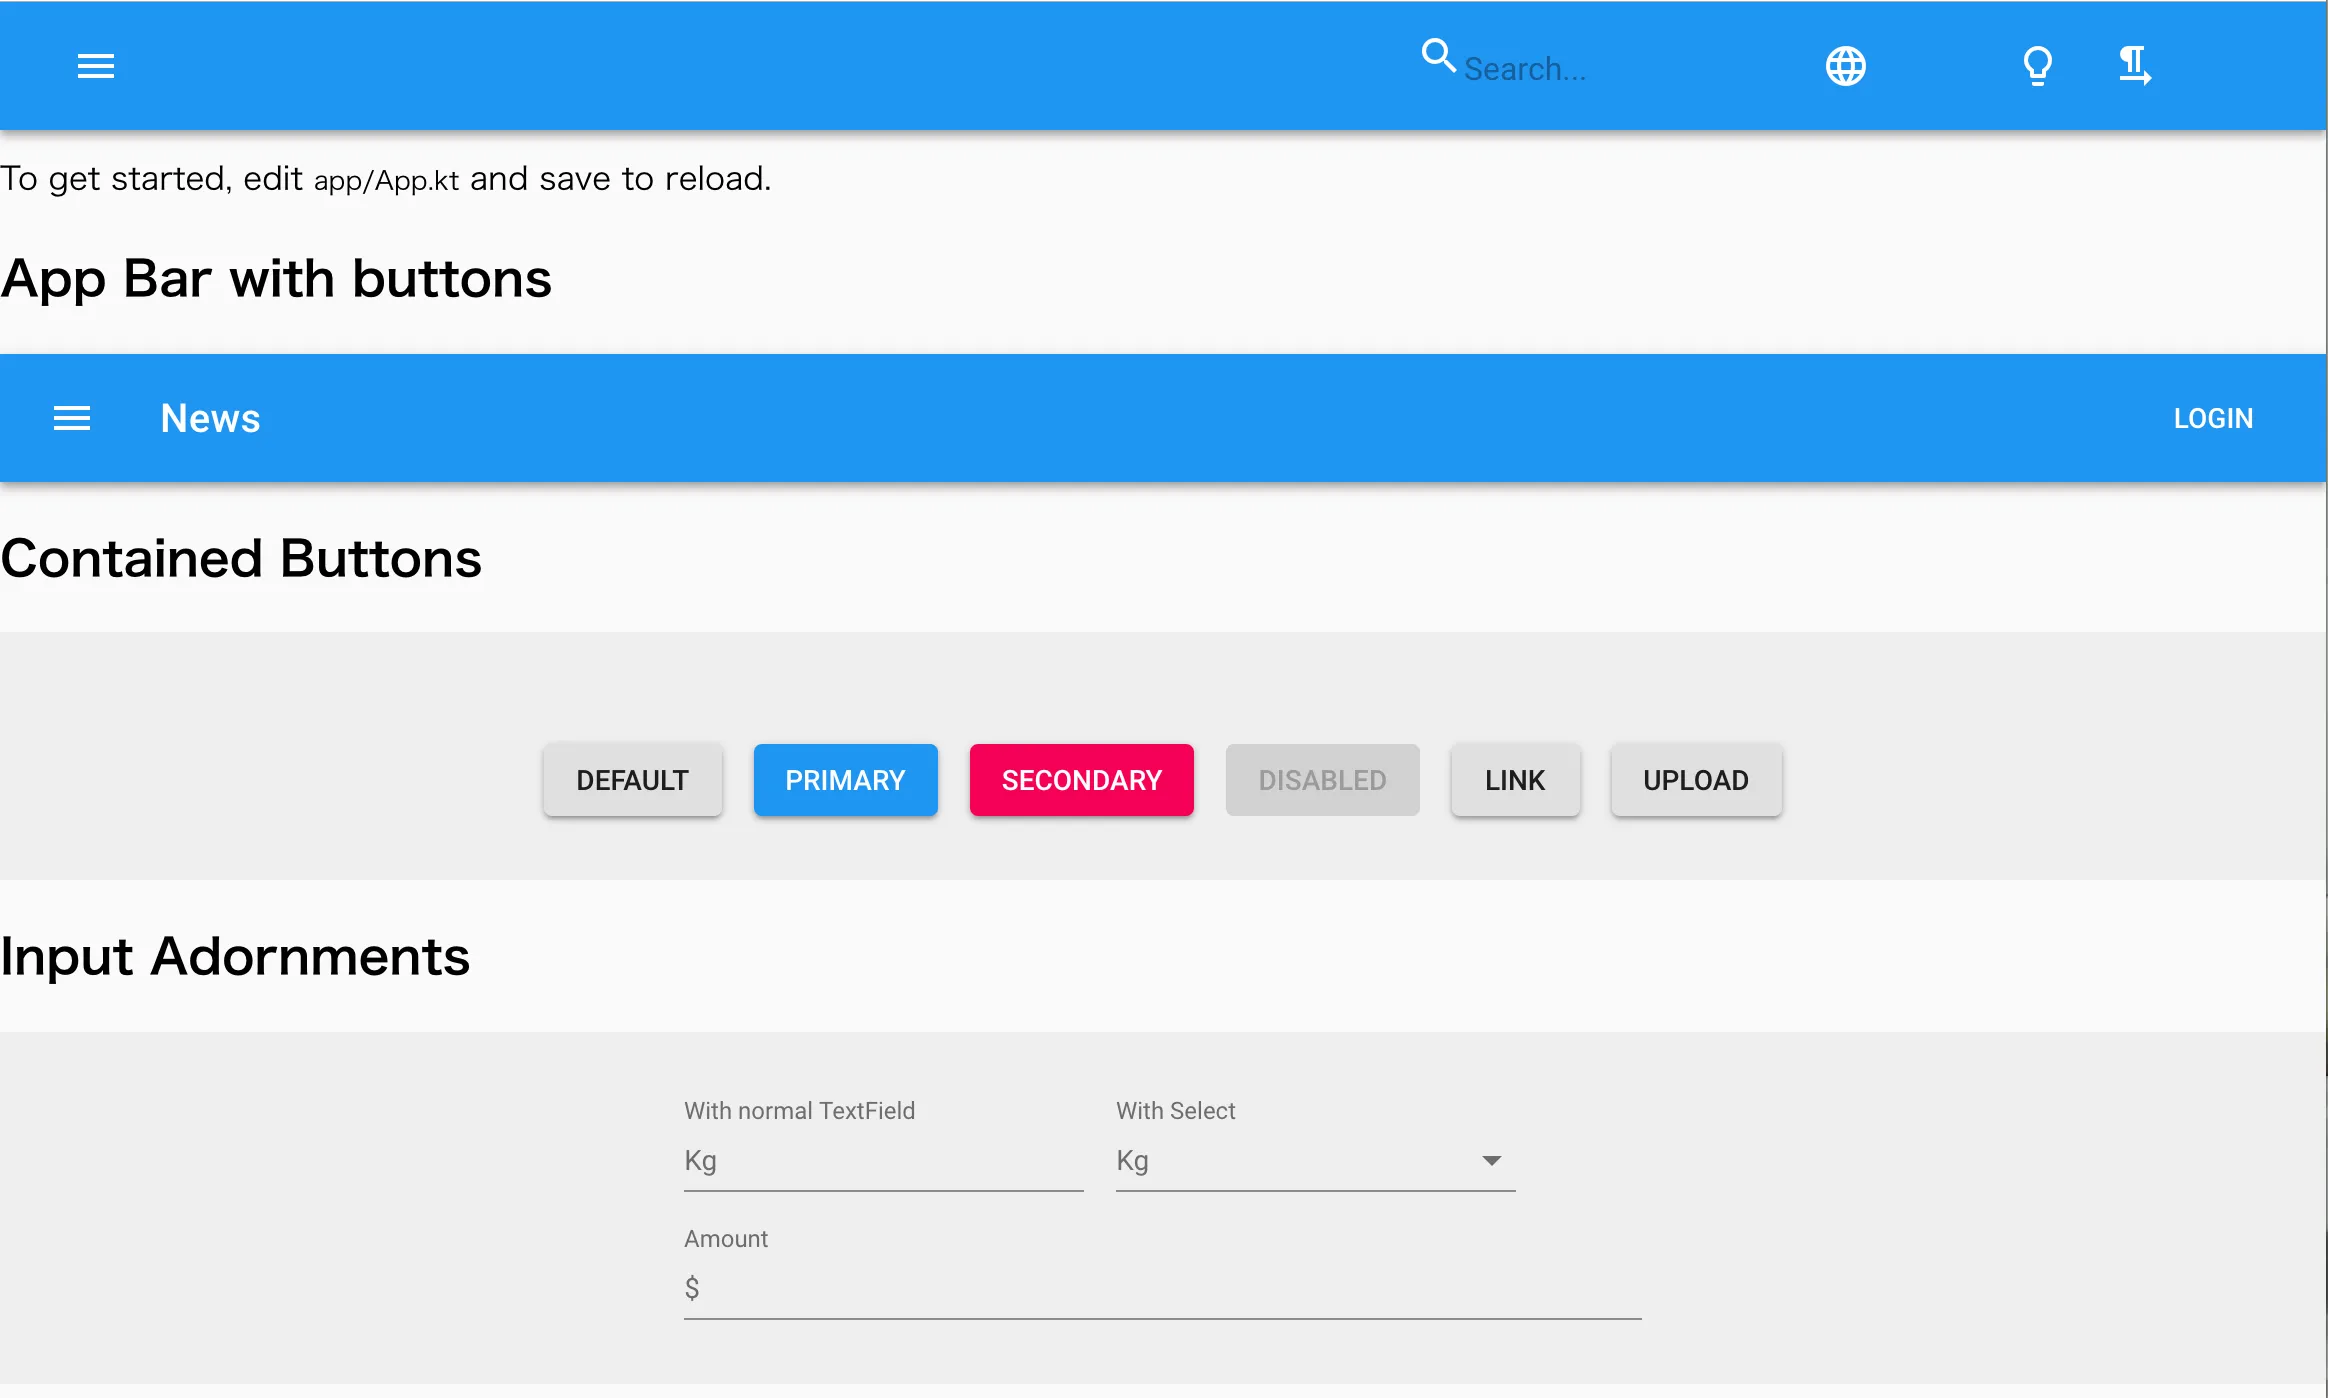 Search...
To get started, edit app/App.kt and save to reload.
App Bar with buttons
News LOGIN
Contained Buttons
DEFAULT PRIMARY SECONDARY DISABLED LINK UPLOAD
Input Adornments
With normal TextField With Select
Kg Kg
Amount
$